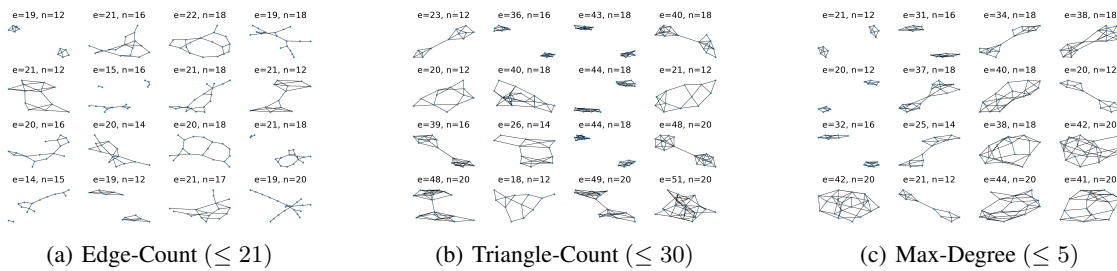 e=19, n=12 e=21, n=16 e=22, n=18 e=19, n=18 e=23, n=12 e=36, n=16 e=43, n=18 e=40, n=18 e=21, n=12 e=31, n=16 e=34, n=18 e=38, n=18
e=21, n=12 e=15, n=16 e=21, n=18 e=21, n=12 e=20, n=12 e=40, n=18 e=44, n=18 e=21, n=12 e=20, n=12 e=37, n=18 e=40, n=18 e=20, n=12
e=20, n=16 e=20, n=14 e=20, n=18 e=21, n=18 e=39, n=16 e=26, n=14 e=44, n=18 e=48, n=20 e=32, n=16 e=25, n=14 e=38, n=18 e=42, n=20
e=14, n=15 e=19, n=12 e=21, n=17 e=19, n=20 e=48, n=20 e=18, n=12 e=49, n=20 e=51, n=20 e=42, n=20 e=21, n=12 e=44, n=20 e=41, n=20
(a) Edge-Count (≤ 21) (b) Triangle-Count (≤ 30) (c) Max-Degree (≤ 5)